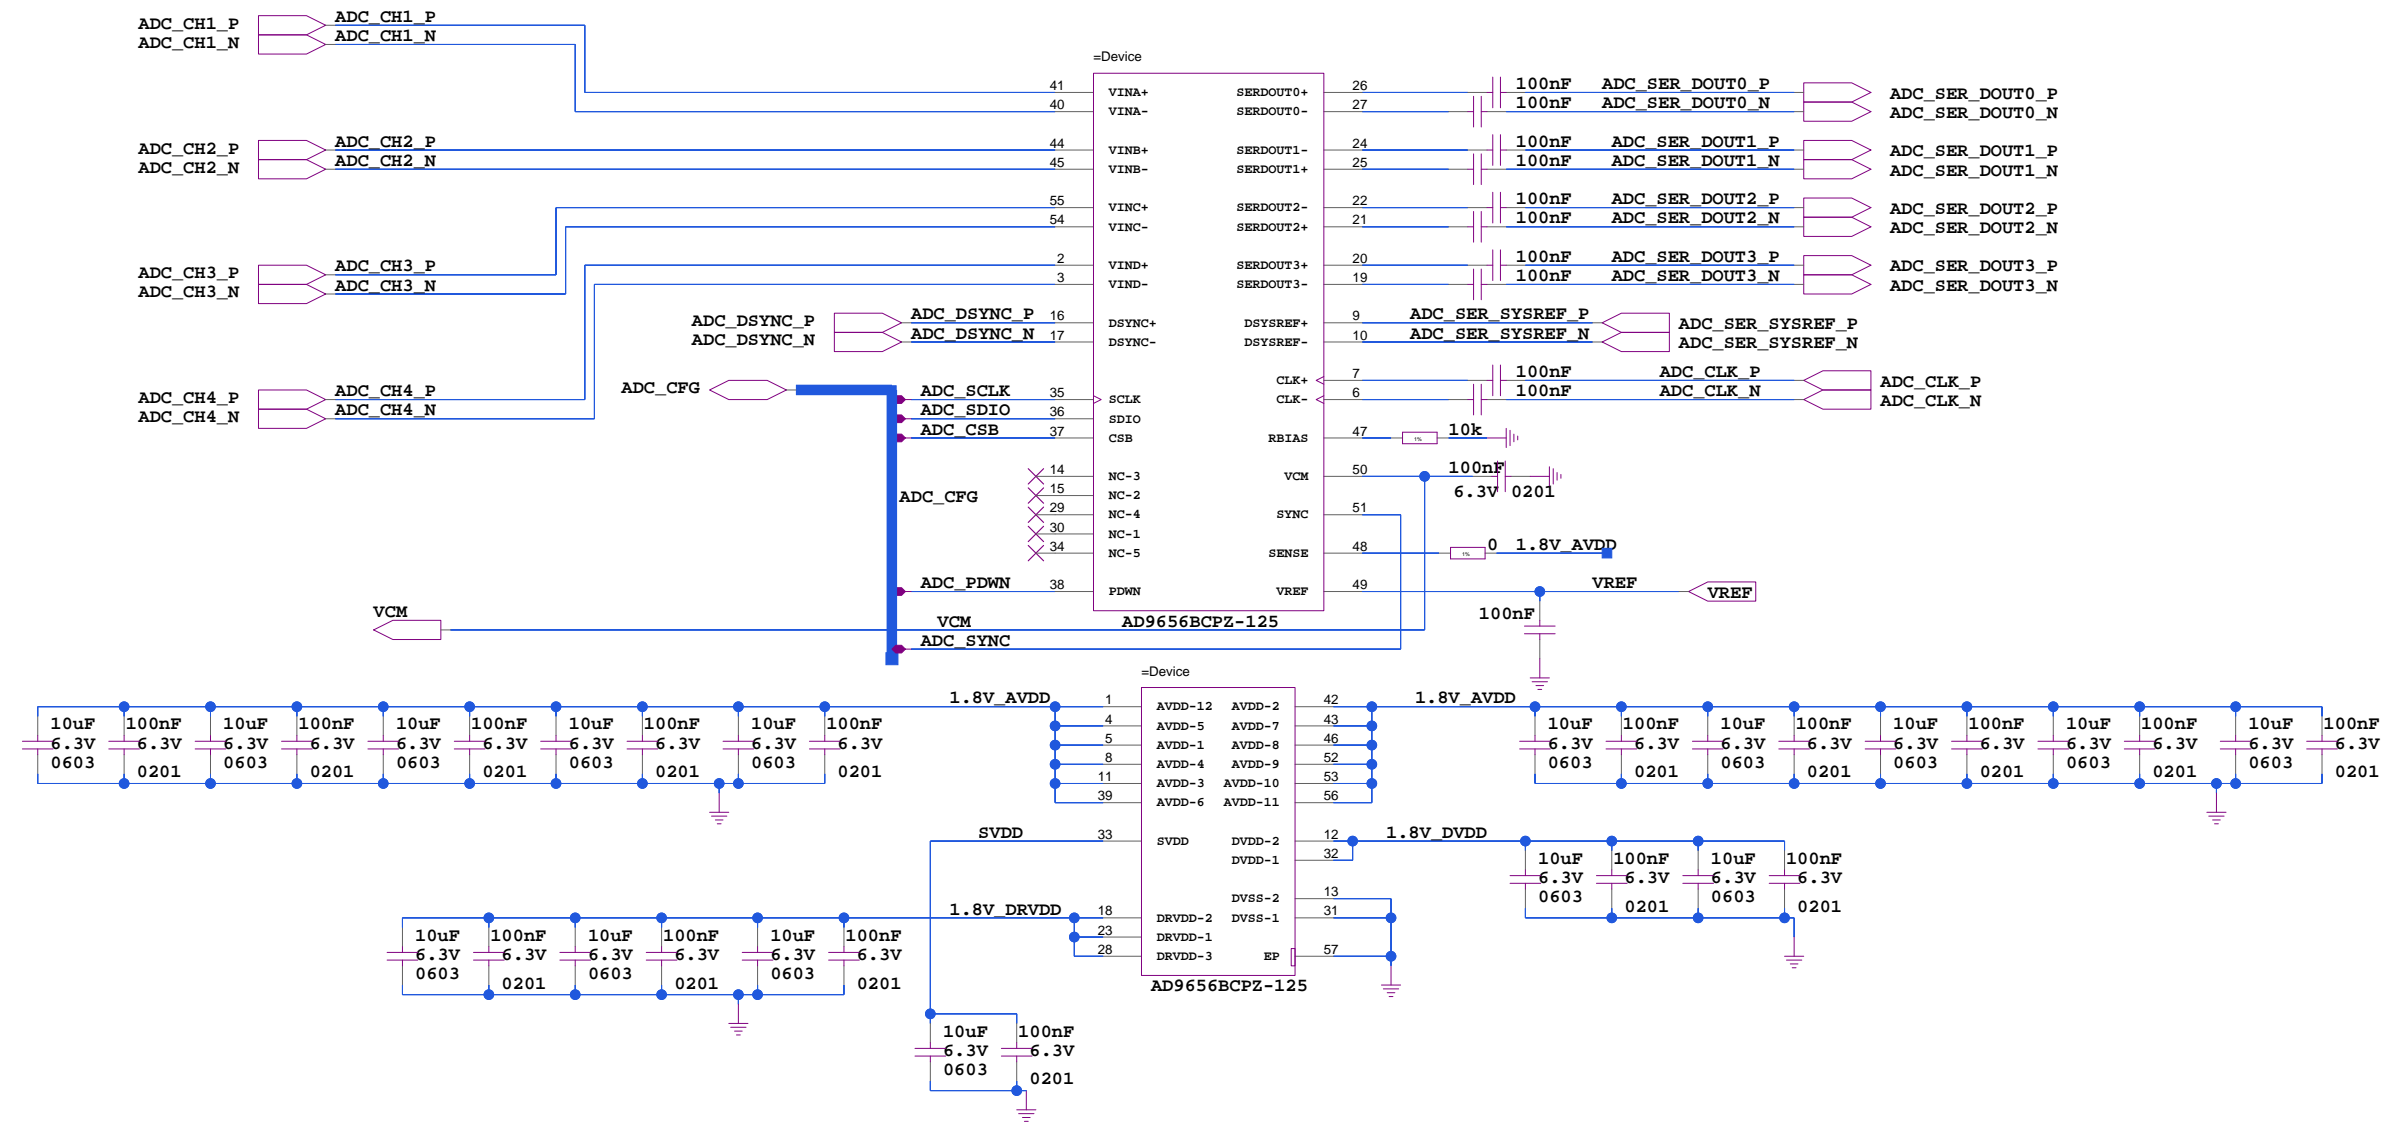 ADC_CH1_P ADC_CH1_P
ADC_CH1_N ADC_CH1_N
ADC_CH2_P ADC_CH2_P
ADC_CH2_N ADC_CH2_N
ADC_CH3_P ADC_CH3_P
ADC_CH3_N ADC_CH3_N
ADC_CH4_P ADC_CH4_P
ADC_CH4_N ADC_CH4_N
ADC_DSYNC_P ADC_DSYNC_P
ADC_DSYNC_N ADC_DSYNC_N
ADC_CFG
ADC_SCLK
ADC_SDIO
ADC_CSB
ADC_CFG
ADC_PDWN
VCM
VCM
ADC_SYNC
=Device
41 VINA+ SERDOUT0+ 26
40 VINA- SERDOUT0- 27
44 VINB+ SERDOUT1- 24
45 VINB- SERDOUT1+ 25
55 VINC+ SERDOUT2- 22
54 VINC- SERDOUT2+ 21
2 VIND+ SERDOUT3+ 20
3 VIND- SERDOUT3- 19
16 DSYNC+ DSYSREF+ 9
17 DSYNC- DSYSREF- 10
CLK+ 7
35 SCLK CLK- 6
36 SDIO
37 CSB RBIAS 47
14 NC-3 VCM 50
15 NC-2
29 NC-4 SYNC 51
30 NC-1
34 NC-5 SENSE 48
38 PDWN VREF 49
AD9656BCPZ-125
100nF ADC_SER_DOUT0_P ADC_SER_DOUT0_P
100nF ADC_SER_DOUT0_N ADC_SER_DOUT0_N
100nF ADC_SER_DOUT1_P ADC_SER_DOUT1_P
100nF ADC_SER_DOUT1_N ADC_SER_DOUT1_N
100nF ADC_SER_DOUT2_P ADC_SER_DOUT2_P
100nF ADC_SER_DOUT2_N ADC_SER_DOUT2_N
100nF ADC_SER_DOUT3_P ADC_SER_DOUT3_P
100nF ADC_SER_DOUT3_N ADC_SER_DOUT3_N
ADC_SER_SYSREF_P ADC_SER_SYSREF_P
ADC_SER_SYSREF_N ADC_SER_SYSREF_N
100nF ADC_CLK_P ADC_CLK_P
100nF ADC_CLK_N ADC_CLK_N
1% 10k
100nF
6.3V 0201
1% 0 1.8V_AVDD
VREF VREF
100nF
=Device
1.8V_AVDD 1 AVDD-12 AVDD-2 42 1.8V_AVDD
4 AVDD-5 AVDD-7 43
5 AVDD-1 AVDD-8 46
8 AVDD-4 AVDD-9 52
11 AVDD-3 AVDD-10 53
39 AVDD-6 AVDD-11 56
SVDD 33 SVDD DVDD-2 12 1.8V_DVDD
DVDD-1 32
DVSS-2 13
1.8V_DRVDD 18 DRVDD-2 DVSS-1 31
23 DRVDD-1
28 DRVDD-3 EP 57
AD9656BCPZ-125
10uF 100nF 10uF 100nF 10uF 100nF 10uF 100nF 10uF 100nF
6.3V 6.3V 6.3V 6.3V 6.3V 6.3V 6.3V 6.3V 6.3V 6.3V
0603 0201 0603 0201 0603 0201 0603 0201 0603 0201
10uF 100nF 10uF 100nF 10uF 100nF 10uF 100nF 10uF 100nF
6.3V 6.3V 6.3V 6.3V 6.3V 6.3V 6.3V 6.3V 6.3V 6.3V
0603 0201 0603 0201 0603 0201 0603 0201 0603 0201
10uF 100nF 10uF 100nF
6.3V 6.3V 6.3V 6.3V
0603 0201 0603 0201
10uF 100nF 10uF 100nF 10uF 100nF
6.3V 6.3V 6.3V 6.3V 6.3V 6.3V
0603 0201 0603 0201 0603 0201
10uF 100nF
6.3V 6.3V
0603 0201